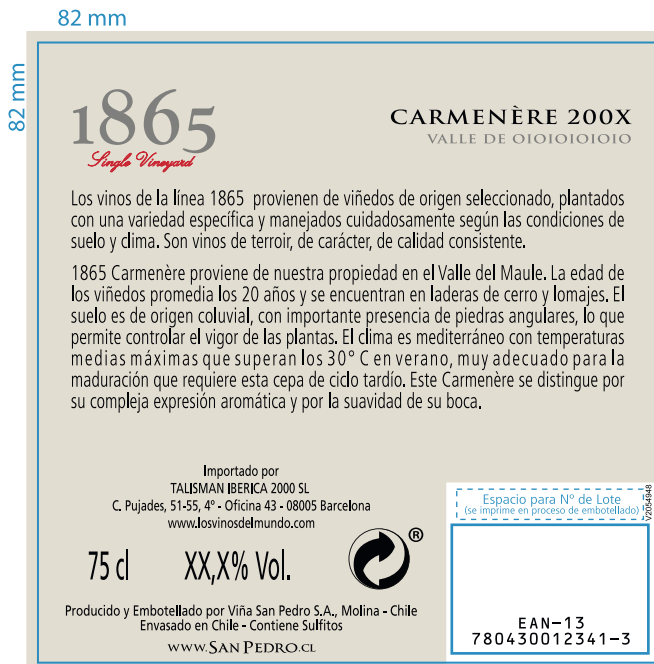 82 mm
82 mm
1865
Single Vineyard
CARMENÈRE 200X
VALLE DE OIOIOIOIOIO
Los vinos de la línea 1865 provienen de viñedos de origen seleccionado, plantados
con una variedad específica y manejados cuidadosamente según las condiciones de
suelo y clima. Son vinos de terroir, de carácter, de calidad consistente.
1865 Carmenère proviene de nuestra propiedad en el Valle del Maule. La edad de
los viñedos promedia los 20 años y se encuentran en laderas de cerro y lomajes. El
suelo es de origen coluvial, con importante presencia de piedras angulares, lo que
permite controlar el vigor de las plantas. El clima es mediterráneo con temperaturas
medias máximas que superan los 30° C en verano, muy adecuado para la
maduración que requiere esta cepa de ciclo tardío. Este Carmenère se distingue por
su compleja expresión aromática y por la suavidad de su boca.
Importado por
TALISMAN IBERICA 2000 SL
C. Pujades, 51-55, 4° - Oficina 43 - 08005 Barcelona
www.losvinosdelmundo.com
75 cl XX,X% Vol. ®
Producido y Embotellado por Viña San Pedro S.A., Molina - Chile
Envasado en Chile - Contiene Sulfitos
WWW.SAN PEDRO.CL
Espacio para N° de Lote
(se imprime en proceso de embotellado)
V2054948
EAN-13
780430012341-3